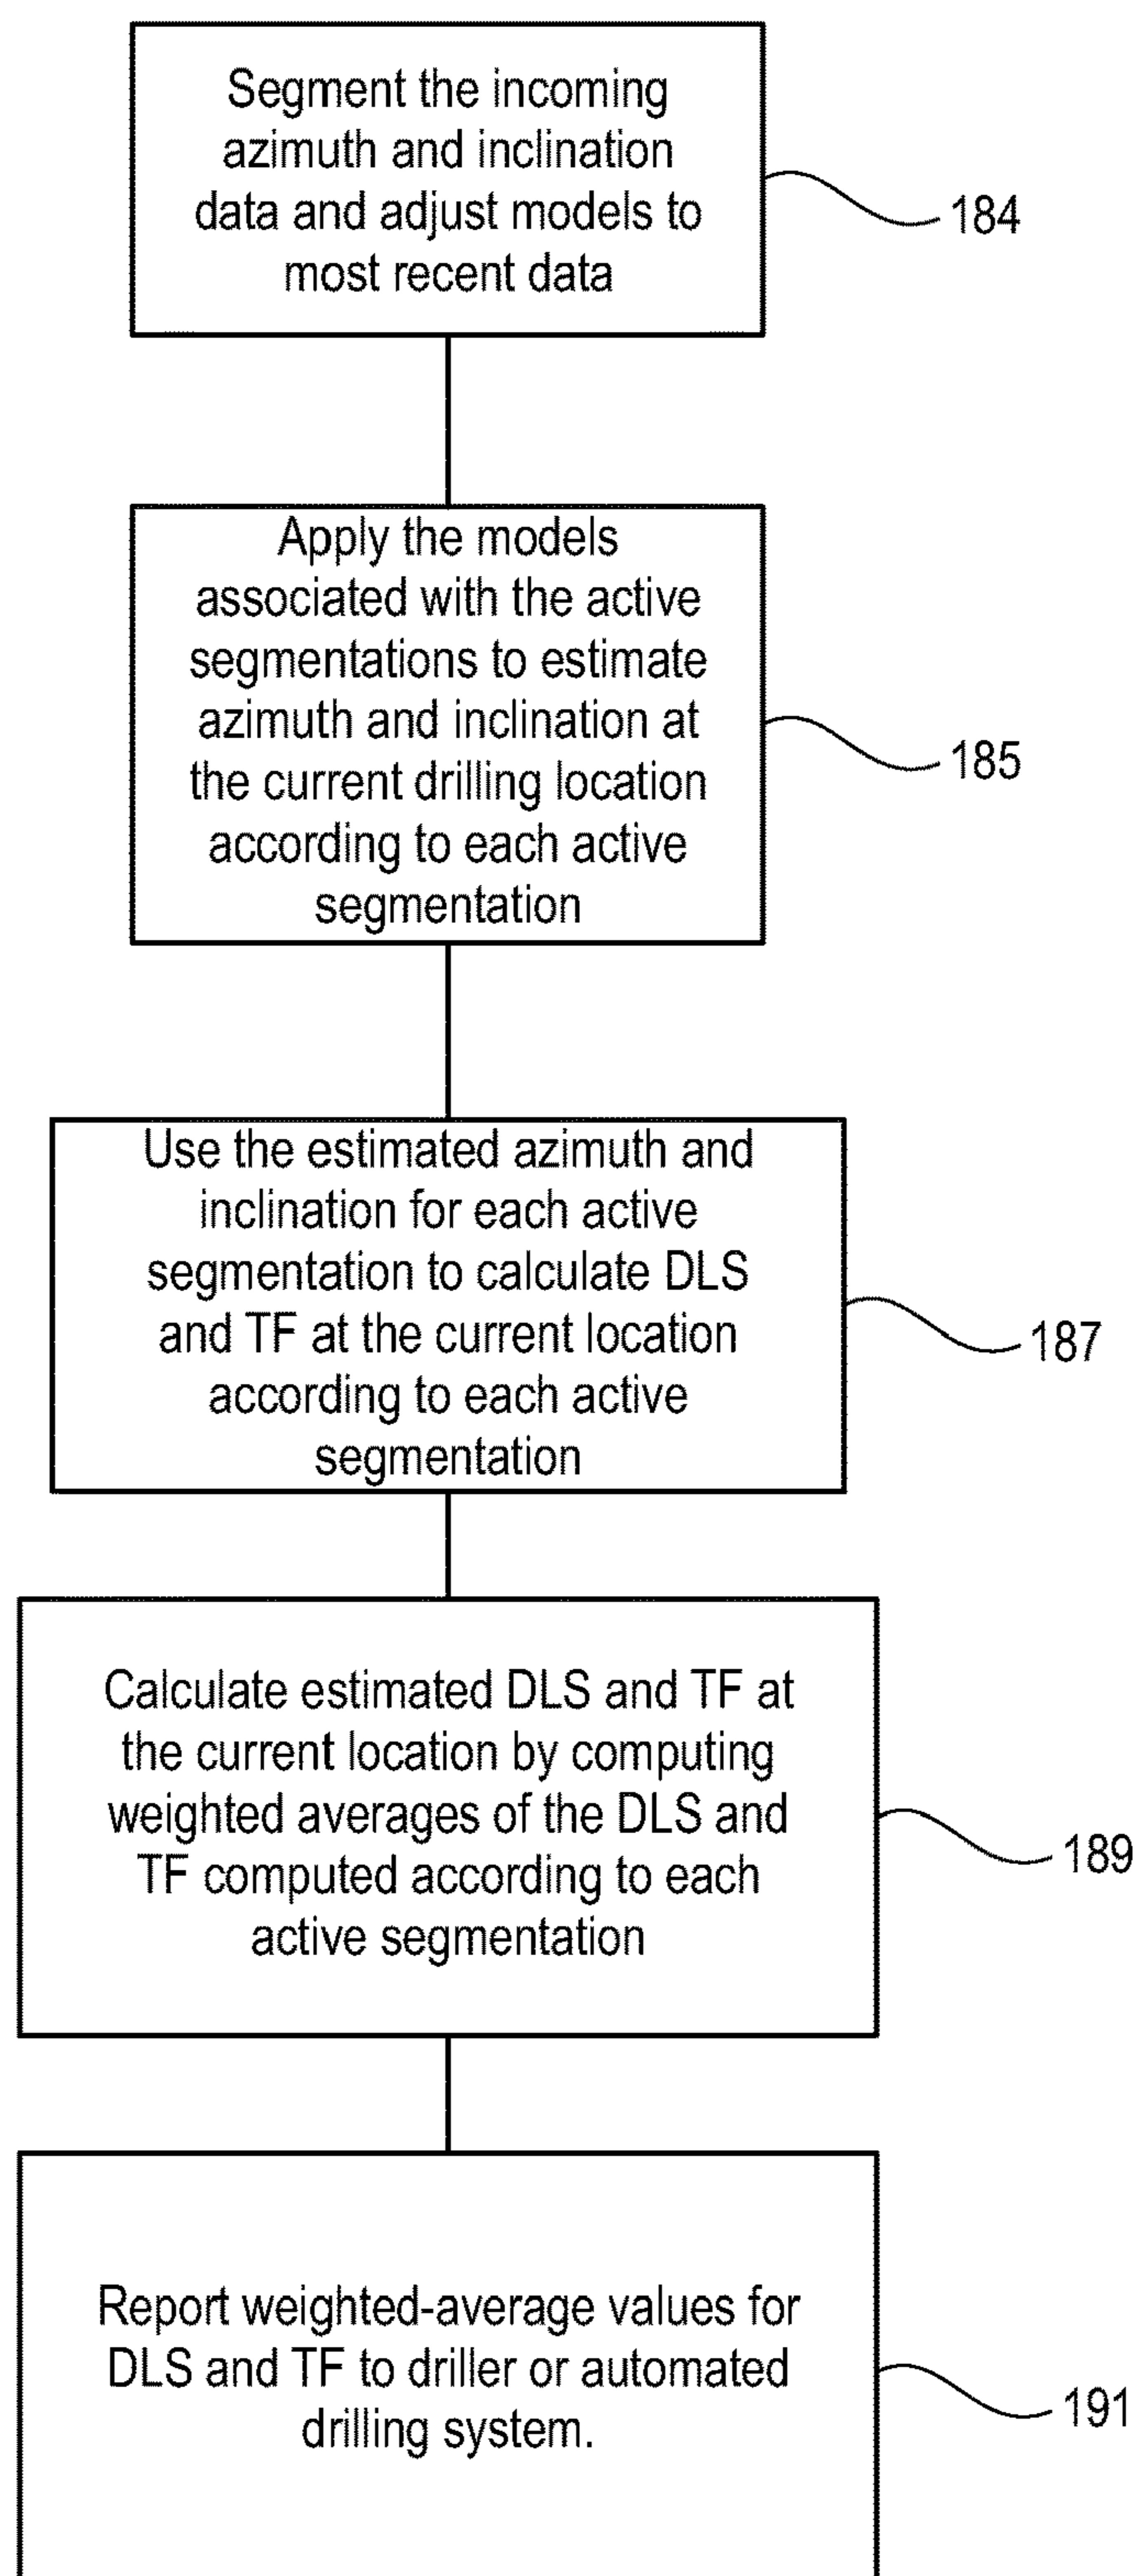 Segment the incoming
azimuth and inclination
data and adjust models to
most recent data
184
Apply the models
associated with the active
segmentations to estimate
azimuth and inclination at
the current drilling location
according to each active
segmentation
185
Use the estimated azimuth and
inclination for each active
segmentation to calculate DLS
and TF at the current location
according to each active
segmentation
187
Calculate estimated DLS and TF at
the current location by computing
weighted averages of the DLS and
TF computed according to each
active segmentation
189
Report weighted-average values for
DLS and TF to driller or automated
drilling system.
191